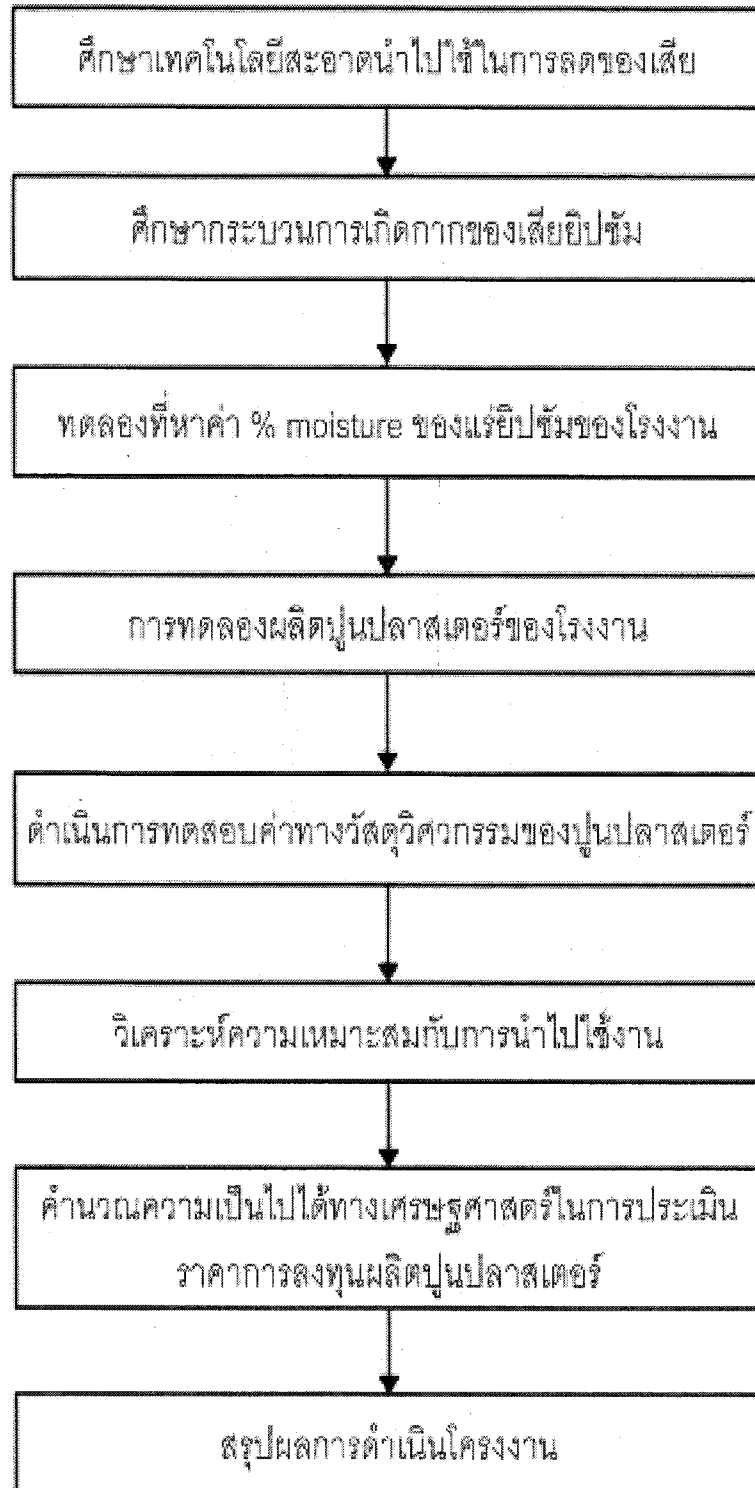 ศึกษาเทคโนโลยีสะอาดนำไปใช้ในการลดของเสีย
ศึกษากระบวนการเกิดกากของเสียยิปซัม
ทดลองที่หาค่า % moisture ของแร่ยิปซัมของโรงงาน
การทดลองผลิตปูนปลาสเตอร์ของโรงงาน
ดำเนินการทดสอบค่าทางวัสดุวิศวกรรมของปูนปลาสเตอร์
วิเคราะห์ความเหมาะสมกับการนำไปใช้งาน
คำนวณความเป็นไปได้ทางเศรษฐศาสตร์ในการประเมิน
ราคาการลงทุนผลิตปูนปลาสเตอร์
สรุปผลการดำเนินโครงงาน